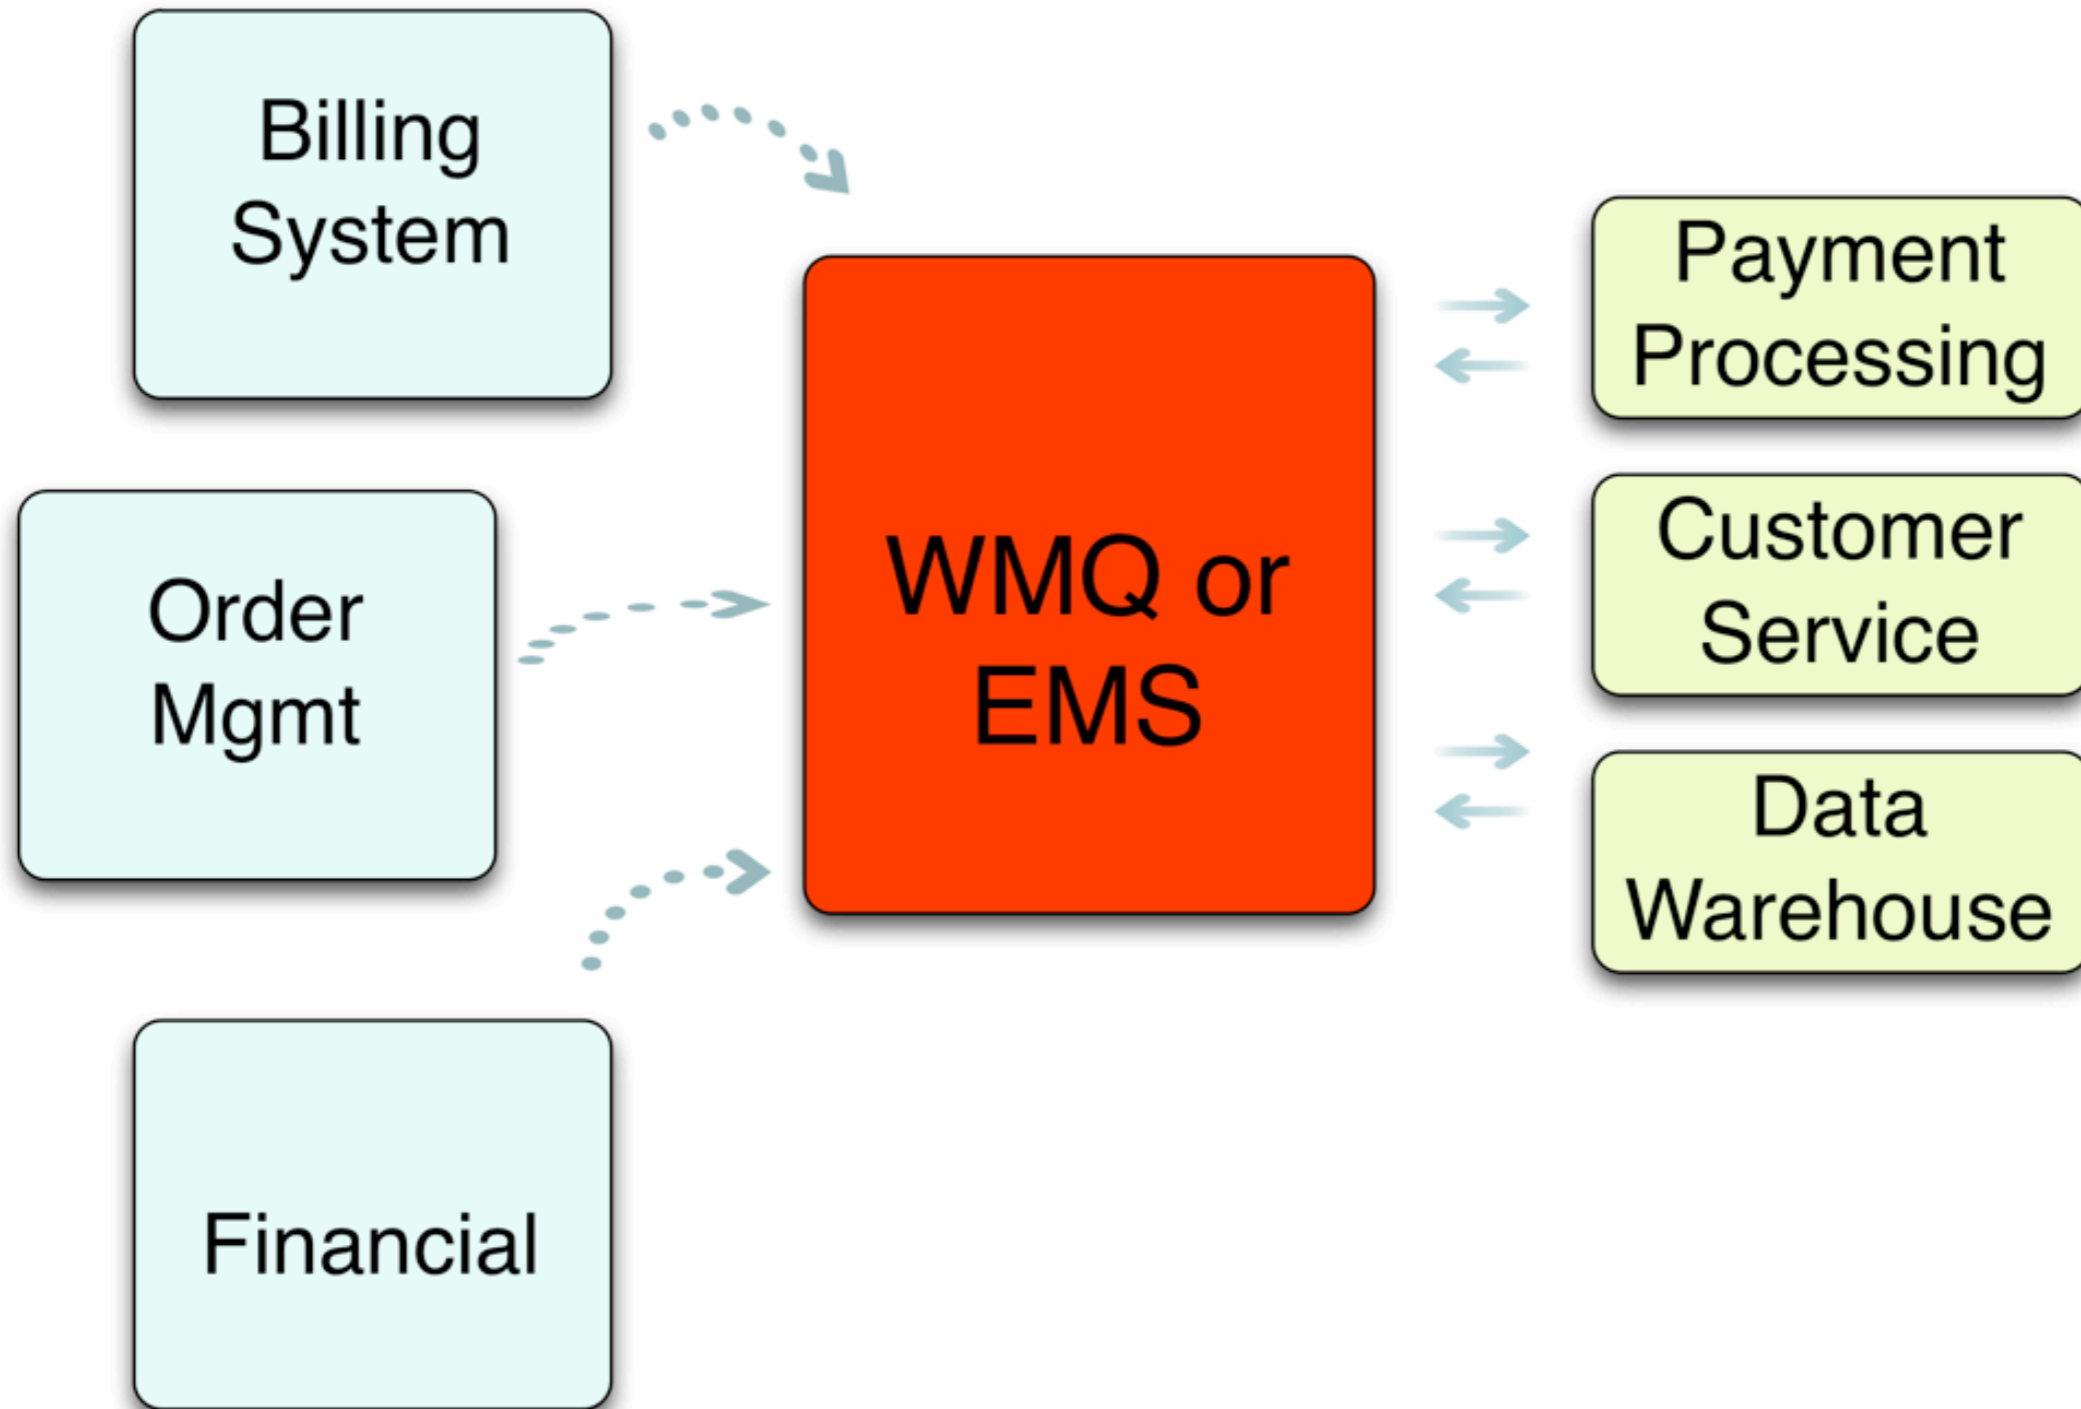 Billing
System
Order
Mgmt
Financial
WMQ or
EMS
Payment
Processing
Customer
Service
Data
Warehouse